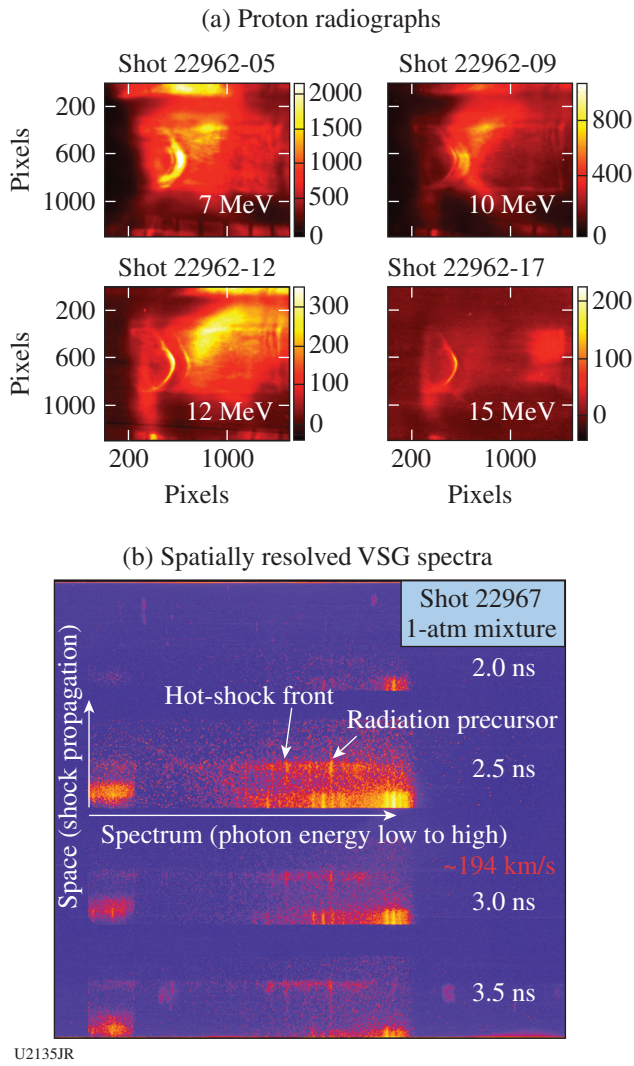 (a) Proton radiographs
Shot 22962-05
Shot 22962-09
200
600
1000
Pixels
7 MeV
2000
1500
1000
500
0
10 MeV
800
400
0
Shot 22962-12
Shot 22962-17
200
600
1000
Pixels
12 MeV
300
200
100
0
15 MeV
200
100
0
200
1000
200
1000
Pixels
Pixels
(b) Spatially resolved VSG spectra
Shot 22967
1-atm mixture
2.0 ns
Hot-shock front
Radiation precursor
2.5 ns
Space (shock propagation)
Spectrum (photon energy low to high)
~194 km/s
3.0 ns
3.5 ns
U2135JR